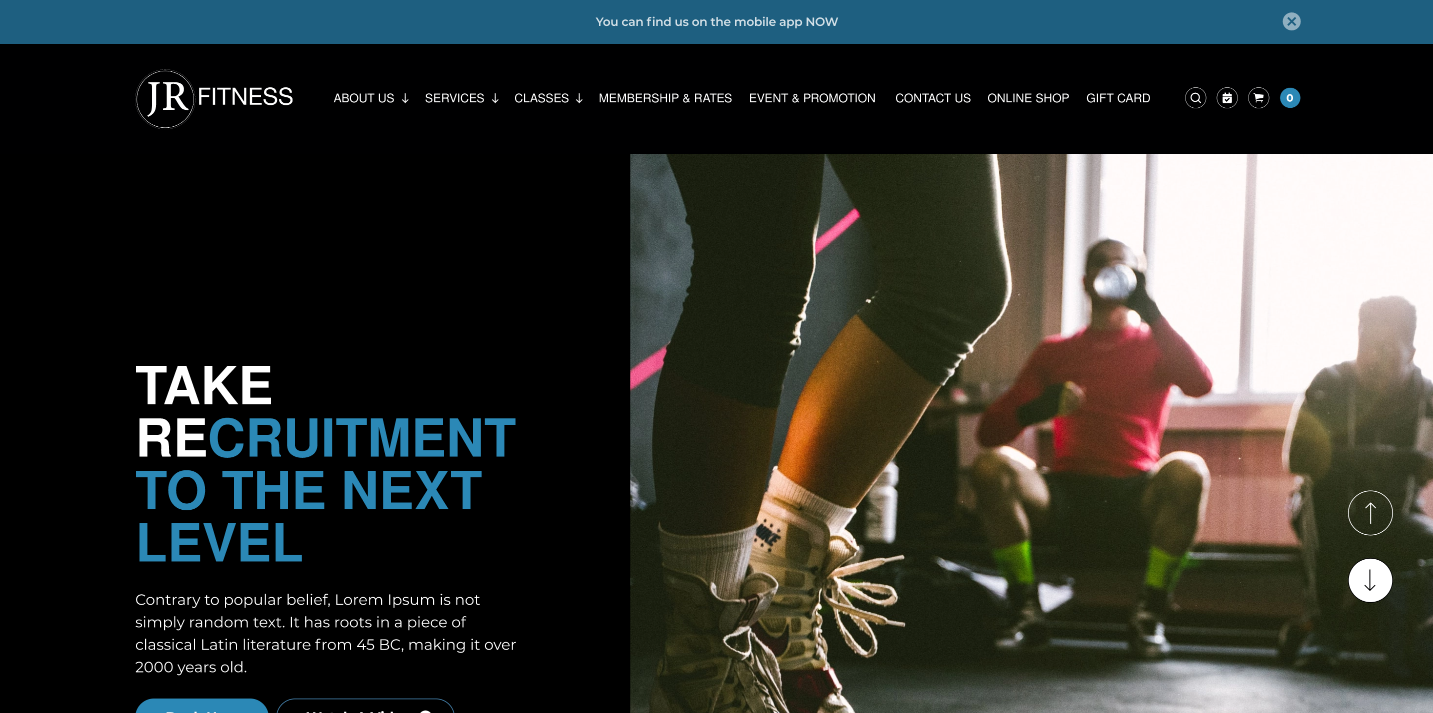 You can find us on the mobile app NOW
JR FITNESS
ABOUT US
SERVICES
CLASSES
MEMBERSHIP & RATES
EVENT & PROMOTION
CONTACT US
ONLINE SHOP
GIFT CARD
0
TAKE
RECRUITMENT
TO THE NEXT
LEVEL
Contrary to popular belief, Lorem Ipsum is not
simply random text. It has roots in a piece of
classical Latin literature from 45 BC, making it over
2000 years old.
NIKE